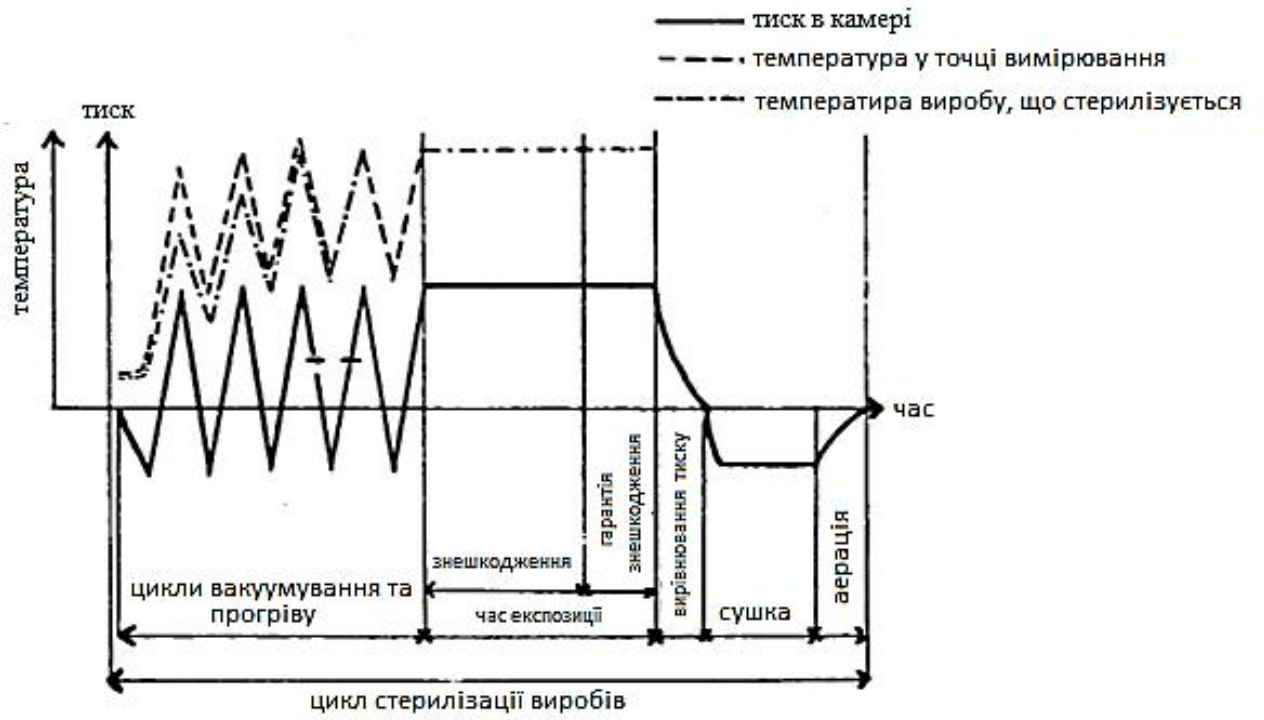 тиск в камері
температура у точці вимірювання
температира виробу, що стерилізується
тиск
температура
час
гарантія
знешкодження
вирівнювання тиску
аерація
знешкодження
цикли вакуумування та
прогріву
час експозиції
сушка
цикл стерилізації виробів